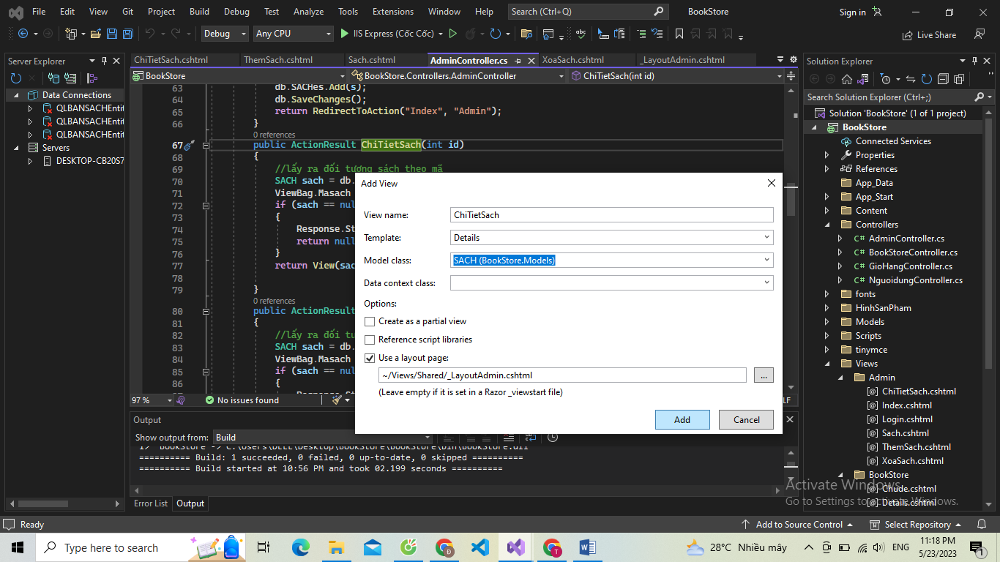 File Edit View Git Project Build Debug Test Analyze Tools Extensions Window Help Search (Ctrl+Q) BookStore Sign in
Debug Any CPU IIS Express (Cốc Cốc) Live Share
Server Explorer
Data Connections
QLBANSACHEntit
QLBANSACHEntit
QLBANSACHEntit
Servers
DESKTOP-CB20S7
ChiTietSach.cshtml ThemSach.cshtml Sach.cshtml AdminController.cs XoaSach.cshtml _LayoutAdmin.cshtml
BookStore BookStore.Controllers.AdminController ChiTietSach(int id)
63 db.SACHes.Add(s);
64 db.SaveChanges();
65 return RedirectToAction("Index", "Admin");
66 }
0 references
67 public ActionResult ChiTietSach(int id)
68 {
69 //lấy ra đối tượng sách theo mã
70 SACH sach = db.
71 ViewBag.Masach
72 if (sach == nul
73 {
74 Response.St
75 return null
76 }
77 return View(sac
78
79 }
0 references
80 public ActionResult
81 {
82 //lấy ra đối tư
83 SACH sach = db.
84 ViewBag.Masach
85 if (sach == nul
86 {
97 % No issues found LF
Add View
View name: ChiTietSach
Template: Details
Model class: SACH (BookStore.Models)
Data context class:
Options:
Create as a partial view
Reference script libraries
Use a layout page:
~/Views/Shared/_LayoutAdmin.cshtml ...
(Leave empty if it is set in a Razor _viewstart file)
Add Cancel
Output
Show output from: Build
1> BookStore -> C:\Users\DELL\Desktop\BookStore\BookStore\bin\BookStore.dll
========== Build: 1 succeeded, 0 failed, 0 up-to-date, 0 skipped ==========
========== Build started at 10:56 PM and took 02.199 seconds ==========
Error List Output
Solution Explorer
Search Solution Explorer (Ctrl+;)
Solution 'BookStore' (1 of 1 project)
BookStore
Connected Services
Properties
References
App_Data
App_Start
Content
Controllers
C# AdminController.cs
C# BookStoreController.cs
C# GioHangController.cs
C# NguoidungController.cs
fonts
HinhSanPham
Models
Scripts
tinymce
Views
Admin
[@] ChiTietSach.cshtml
[@] Index.cshtml
[@] Login.cshtml
[@] Sach.cshtml
[@] ThemSach.cshtml
[@] XoaSach.cshtml
BookStore
[@] Chude.cshtml
[@] Details.cshtml
Activate Windows
Go to Settings to activate Windows.
Ready Add to Source Control Select Repository
Type here to search 28°C Nhiều mây ENG 11:18 PM
5/23/2023 1